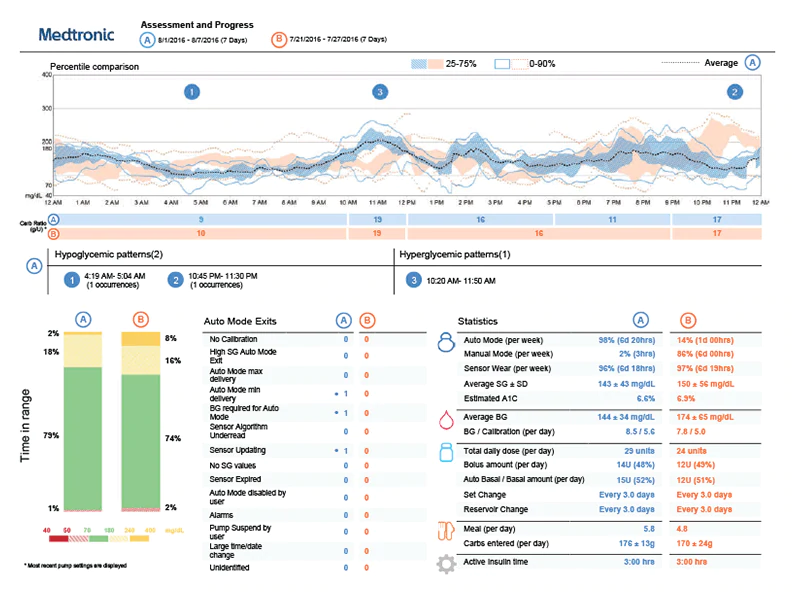 Medtronic
Assessment and Progress
A 8/1/2016 - 8/7/2016 (7 Days) B 7/21/2016 - 7/27/2016 (7 Days)
Percentile comparison 25-75% 0-90% Average A
400
300
200
180
70
mg/dL 40
1 3 2
12 AM 1 AM 2 AM 3 AM 4 AM 5 AM 6 AM 7 AM 8 AM 9 AM 10 AM 11 AM 12 PM 1 PM 2 PM 3 PM 4 PM 5 PM 6 PM 7 PM 8 PM 9 PM 10 PM 11 PM 12 AM
Carb Ratio (g/U) *
A 9 19 16 11 17
B 10 19 16 17
A Hypoglycemic patterns(2) Hyperglycemic patterns(1)
1 4:19 AM- 5:04 AM 2 10:45 PM- 11:30 PM 3 10:20 AM- 11:50 AM
(1 occurrences) (1 occurrences)
Time in range
A B
2% 8%
18% 16%
79% 74%
1% 2%
40 50 70 180 240 400 mg/dL
* Most recent pump settings are displayed
Auto Mode Exits A B
No Calibration 0 0
High SG Auto Mode
Exit 0 0
Auto Mode max
delivery 0 0
Auto Mode min
delivery 1 0
BG required for Auto
Mode 1 0
Sensor Algorithm
Underread 0 0
Sensor Updating 1 0
No SG values 0 0
Sensor Expired 0 0
Auto Mode disabled by
user 0 0
Alarms 0 0
Pump Suspend by
user 0 0
Large time/date
change 0 0
Unidentified 0 0
Statistics A B
Auto Mode (per week) 98% (6d 20hrs) 14% (1d 00hrs)
Manual Mode (per week) 2% (3hrs) 86% (6d 00hrs)
Sensor Wear (per week) 96% (6d 18hrs) 97% (6d 19hrs)
Average SG ± SD 143 ± 43 mg/dL 150 ± 56 mg/dL
Estimated A1C 6.6% 6.9%
Average BG 144 ± 34 mg/dL 174 ± 65 mg/dL
BG / Calibration (per day) 8.5 / 5.6 7.8 / 5.0
Total daily dose (per day) 29 units 24 units
Bolus amount (per day) 14U (48%) 12U (49%)
Auto Basal / Basal amount (per day) 15U (52%) 12U (51%)
Set Change Every 3.0 days Every 3.0 days
Reservoir Change Every 3.0 days Every 3.0 days
Meal (per day) 5.8 4.8
Carbs entered (per day) 176 ± 13g 170 ± 24g
Active Insulin time 3:00 hrs 3:00 hrs